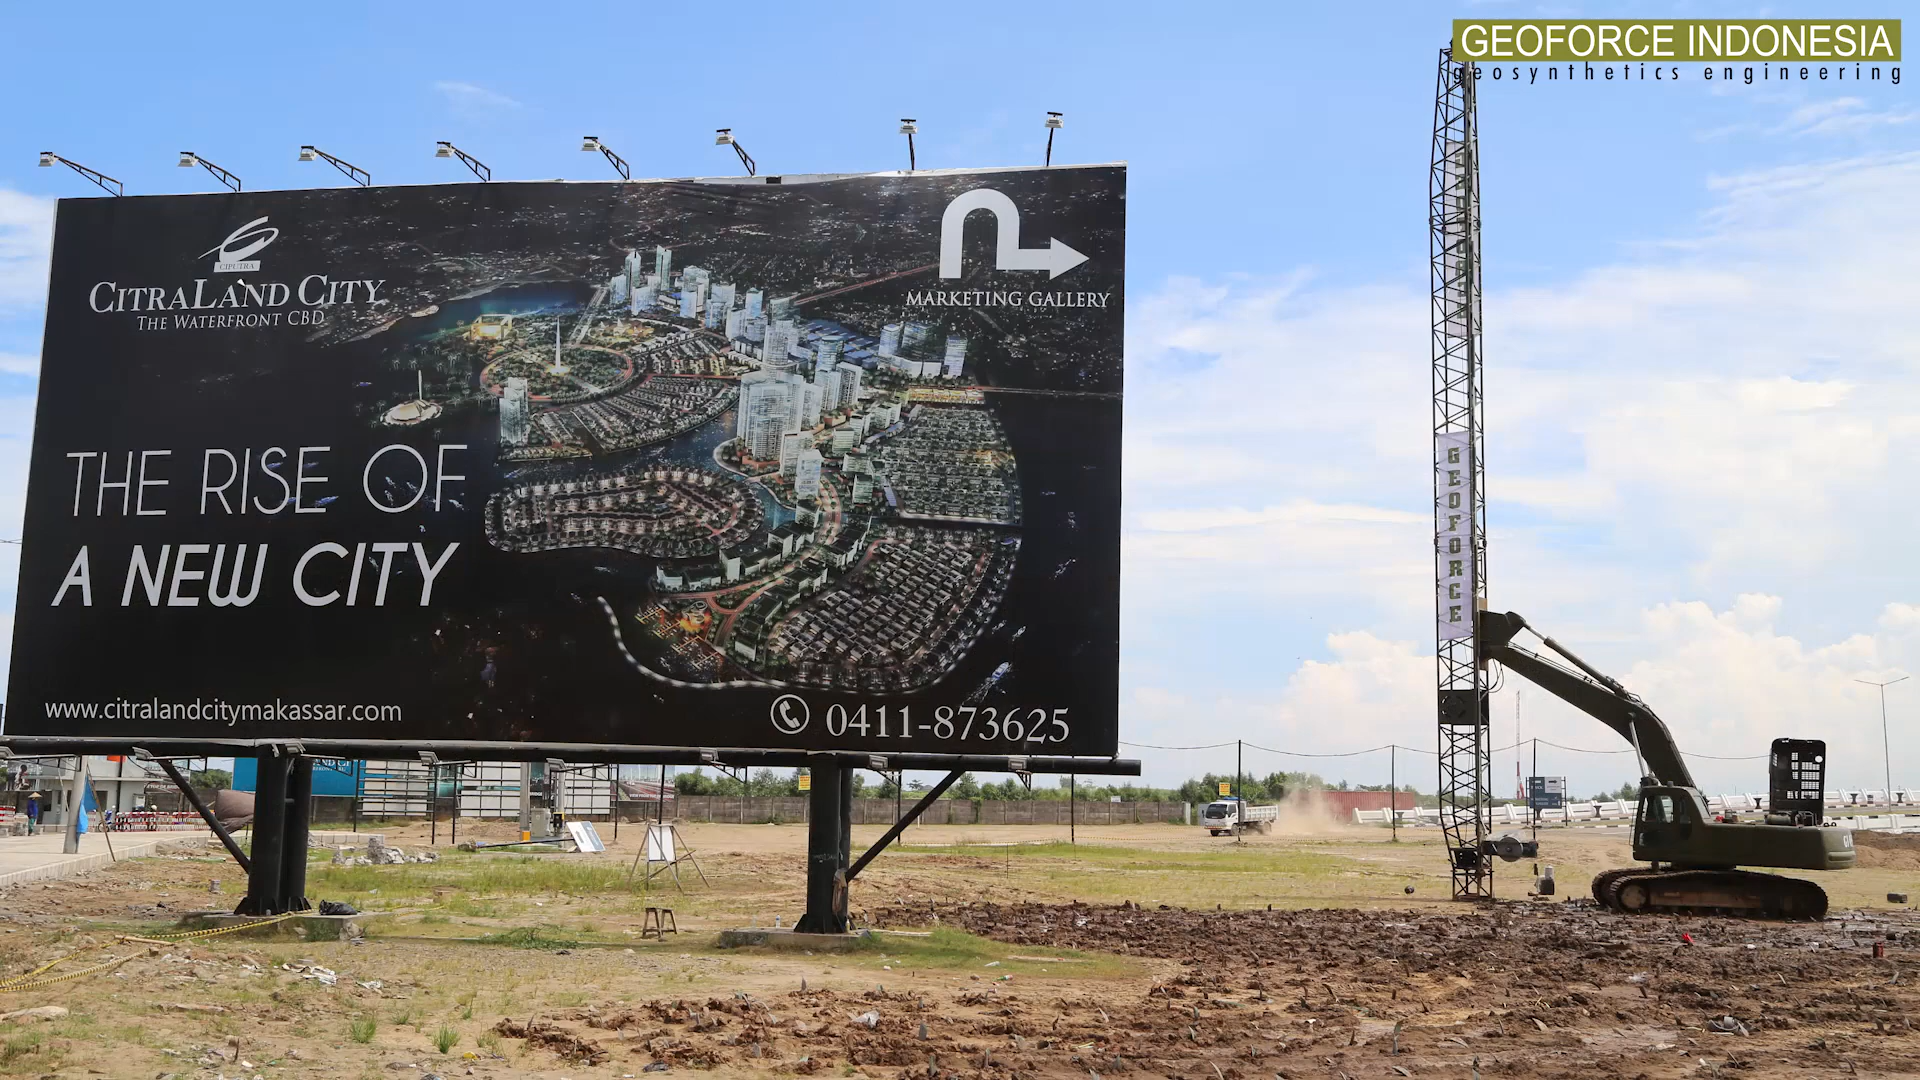 GEOFORCE INDONESIA
geosynthetics engineering
CIPUTRA
CITRALAND CITY
THE WATERFRONT CBD
MARKETING GALLERY
THE RISE OF
A NEW CITY
www.citralandcitymakassar.com
0411-873625
GEOFORCE